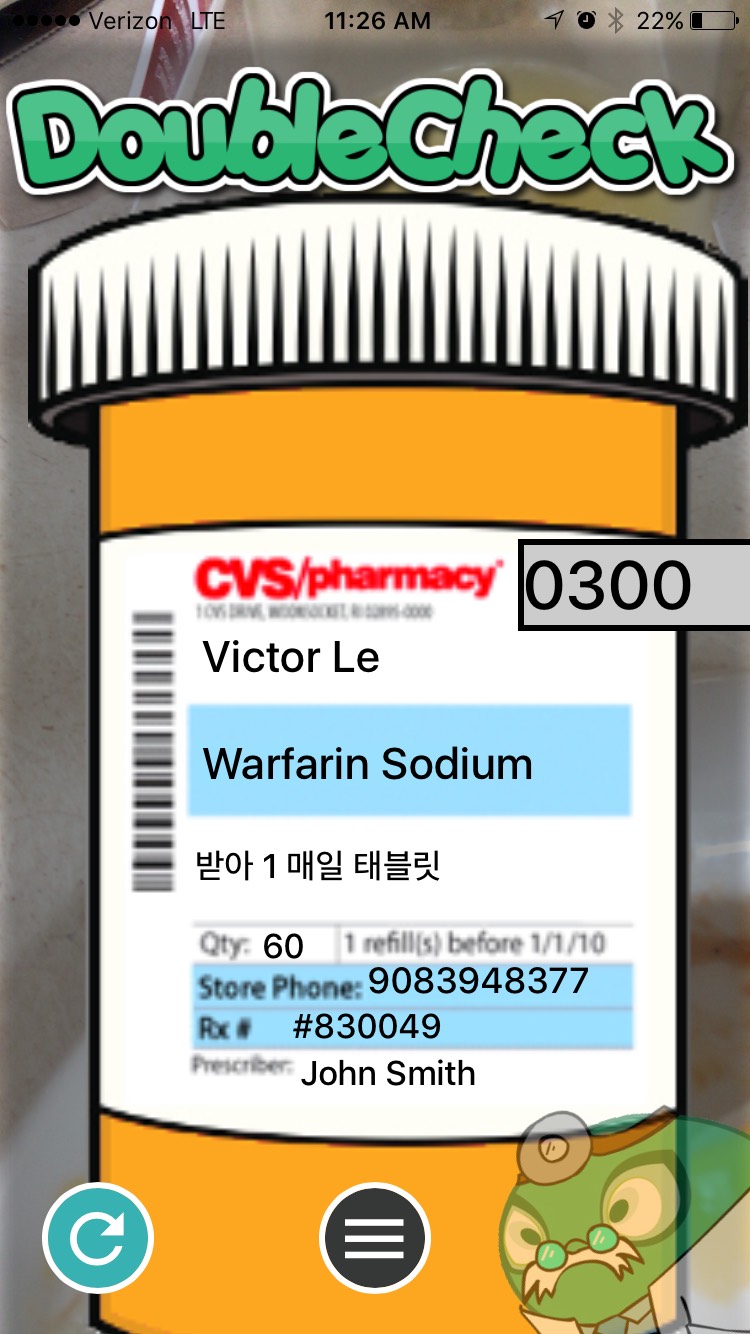 Verizon LTE 11:26 AM 22%
DoubleCheck
CVS/pharmacy
0300
1 CVS DRIVE, WOONSOCKET, RI 02895-0000
Victor Le
Warfarin Sodium
받아 1 매일 태블릿
Qty: 60 1 refill(s) before 1/1/10
Store Phone: 9083948377
Rx # #830049
Prescriber: John Smith